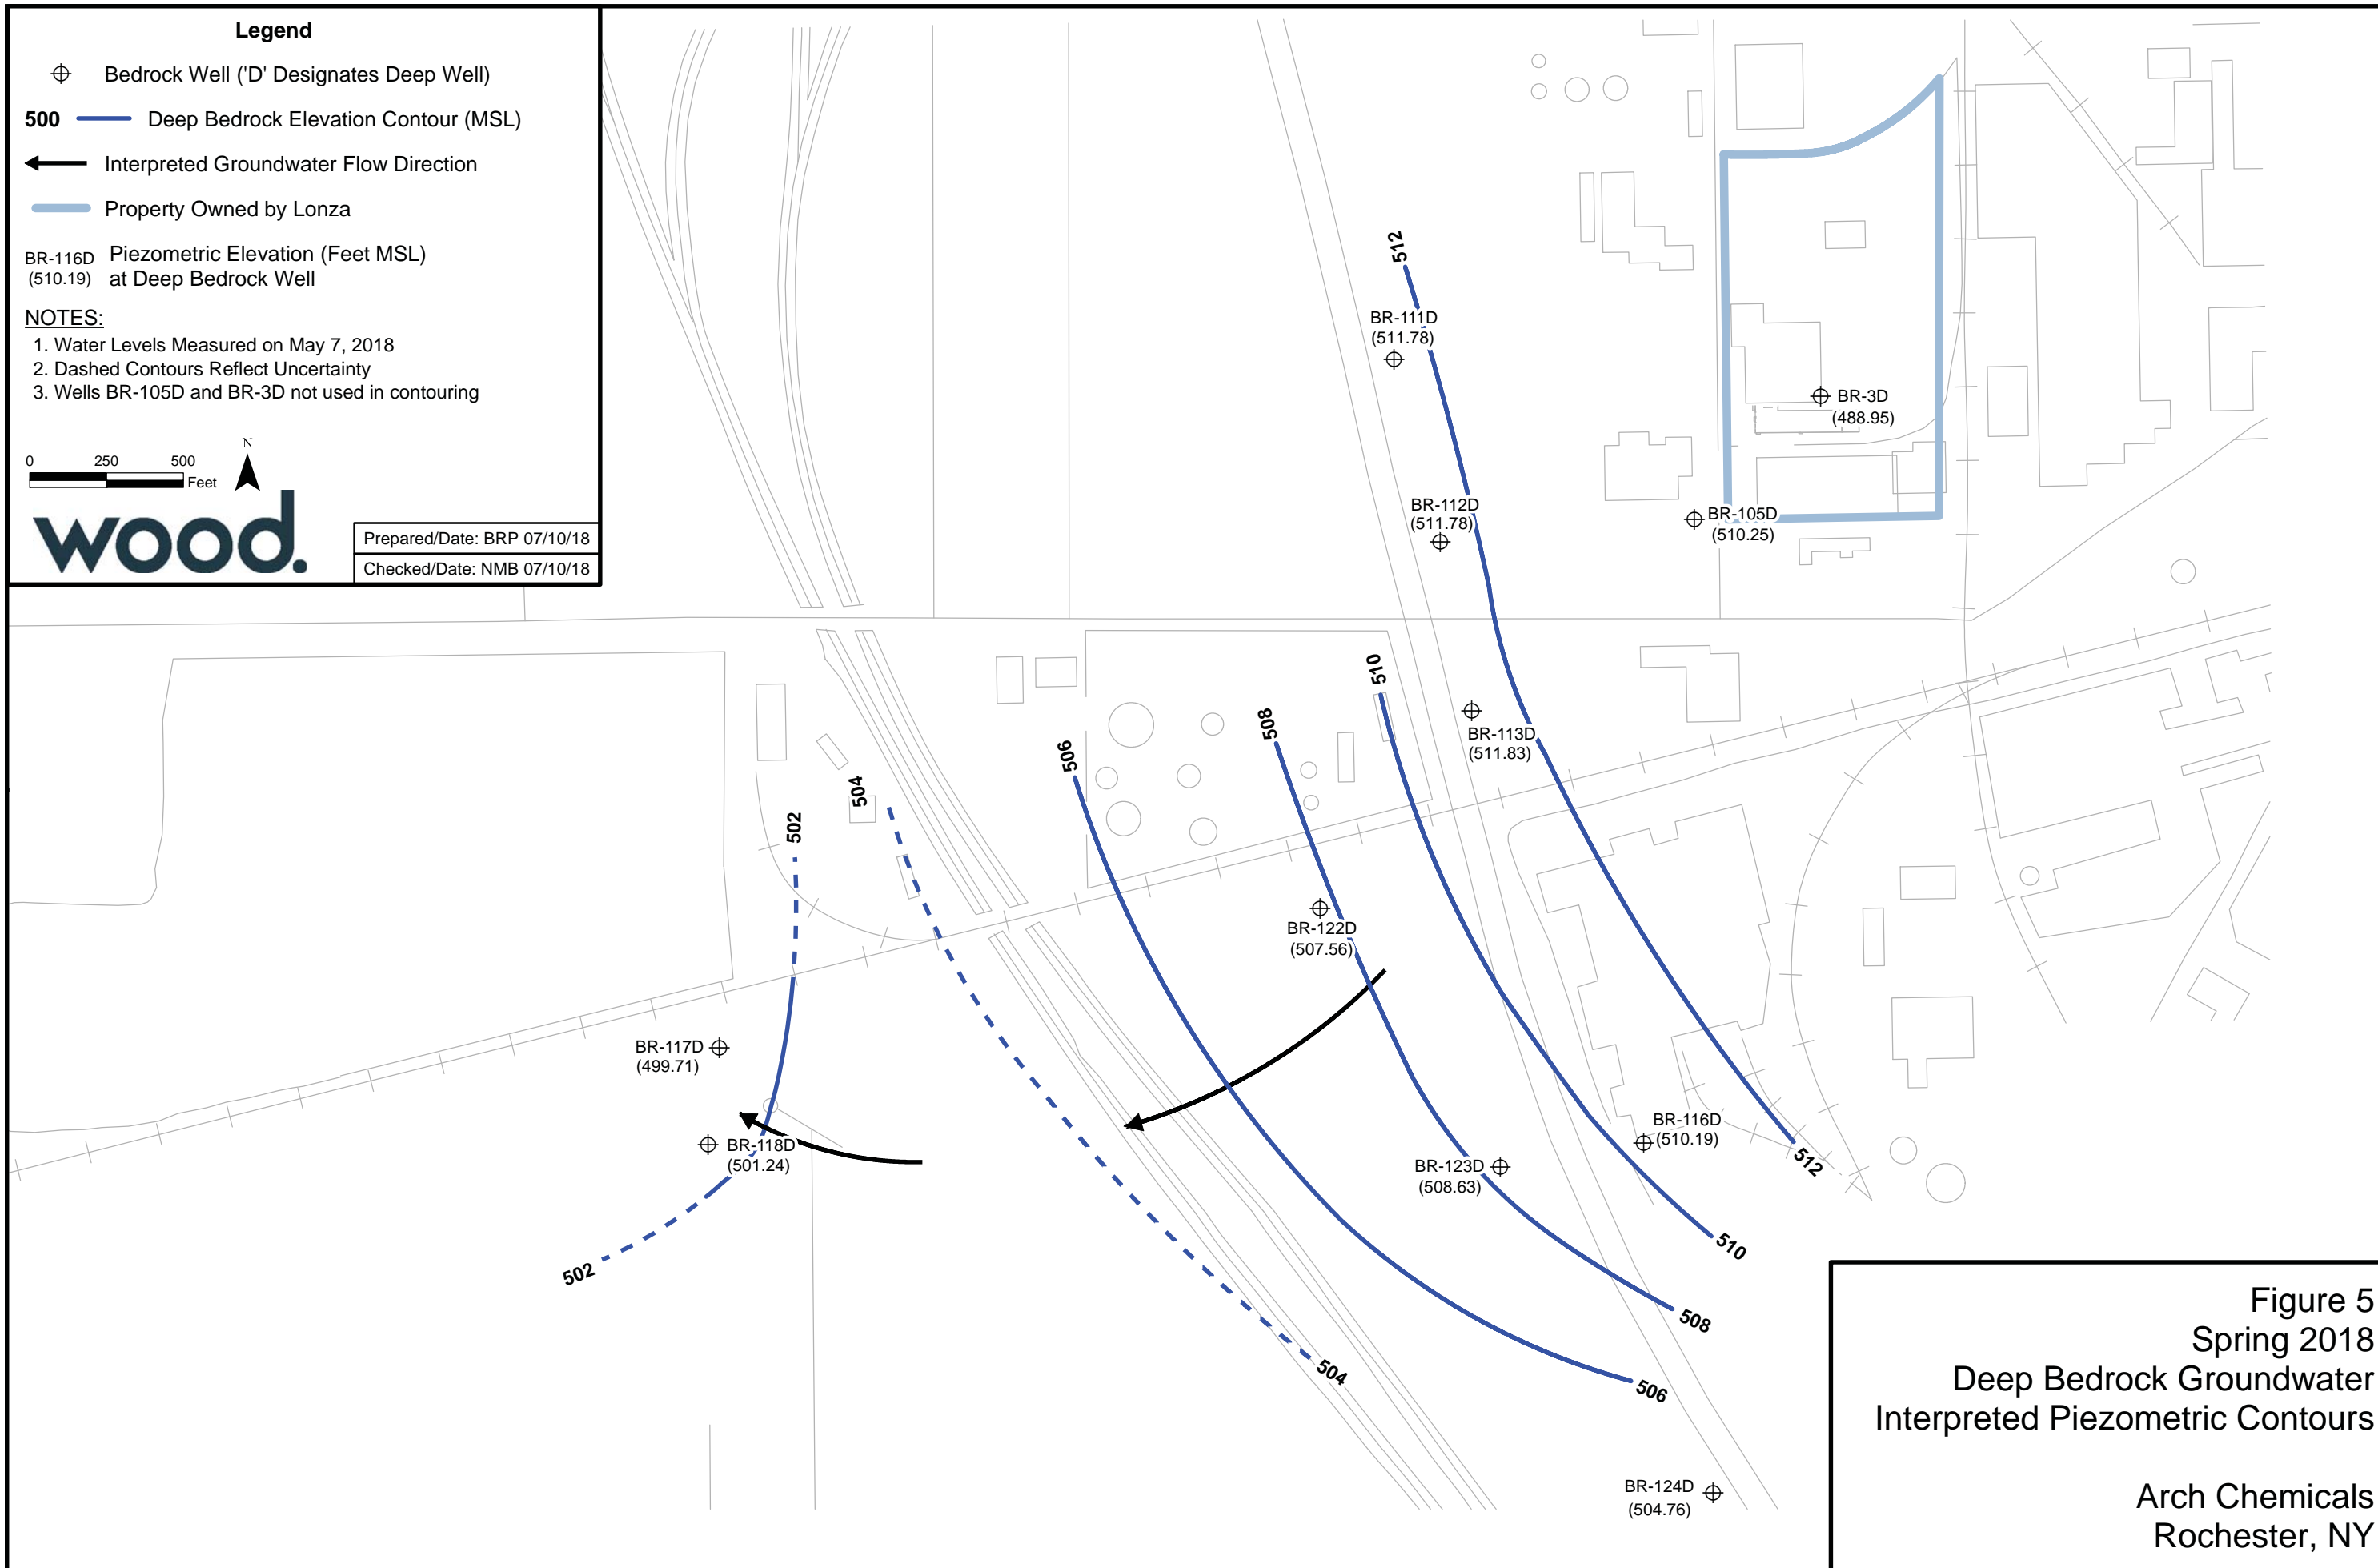 Legend
Bedrock Well ('D' Designates Deep Well)
500 Deep Bedrock Elevation Contour (MSL)
Interpreted Groundwater Flow Direction
Property Owned by Lonza
BR-116D Piezometric Elevation (Feet MSL)
(510.19) at Deep Bedrock Well
NOTES:
1. Water Levels Measured on May 7, 2018
2. Dashed Contours Reflect Uncertainty
3. Wells BR-105D and BR-3D not used in contouring
N
0 250 500
Feet
wood.
Prepared/Date: BRP 07/10/18
Checked/Date: NMB 07/10/18
512
BR-111D
(511.78)
BR-3D
(488.95)
BR-112D
(511.78)
BR-105D
(510.25)
510
508
BR-113D
(511.83)
506
504
502
BR-122D
(507.56)
BR-117D
(499.71)
BR-116D
(510.19)
BR-118D
(501.24)
BR-123D
(508.63)
512
510
502
508
504
506
BR-124D
(504.76)
Figure 5
Spring 2018
Deep Bedrock Groundwater
Interpreted Piezometric Contours
Arch Chemicals
Rochester, NY